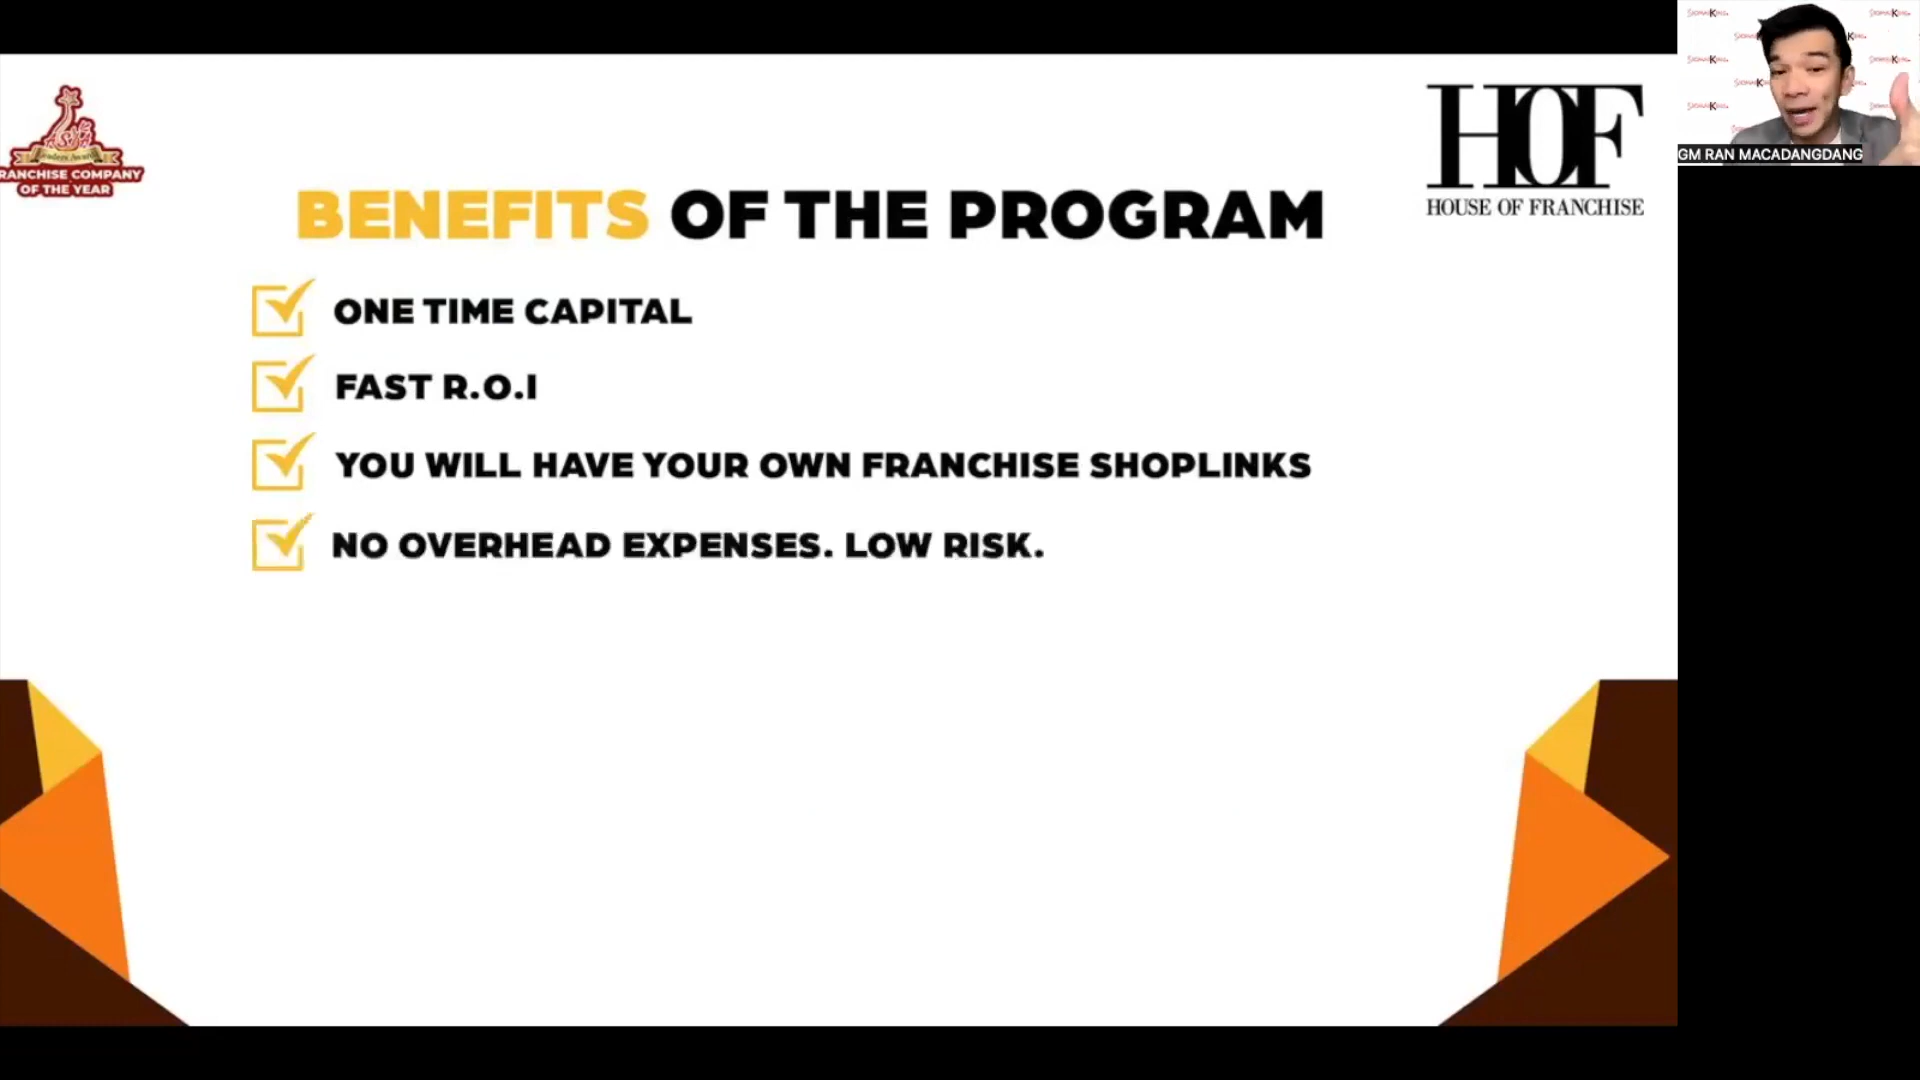 FRANCHISE COMPANY
OF THE YEAR
HOF
HOUSE OF FRANCHISE
BENEFITS OF THE PROGRAM
ONE TIME CAPITAL
FAST R.O.I
YOU WILL HAVE YOUR OWN FRANCHISE SHOPLINKS
NO OVERHEAD EXPENSES. LOW RISK.
GM RAN MACADANGDANG